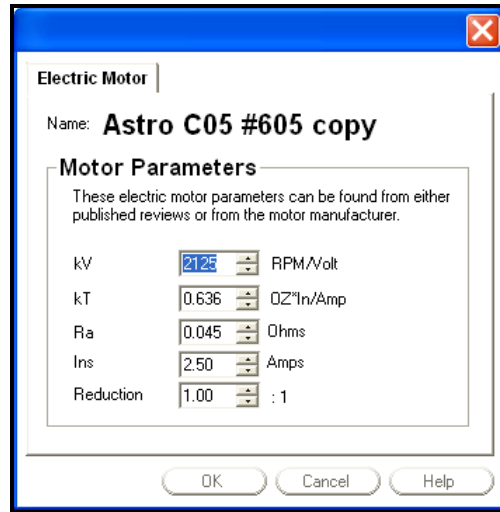 Electric Motor
Name: Astro C05 #605 copy
Motor Parameters
These electric motor parameters can be found from either
published reviews or from the motor manufacturer.
kV 2125 RPM/Volt
kT 0.636 OZ*In/Amp
Ra 0.045 Ohms
Ins 2.50 Amps
Reduction 1.00 : 1
OK Cancel Help